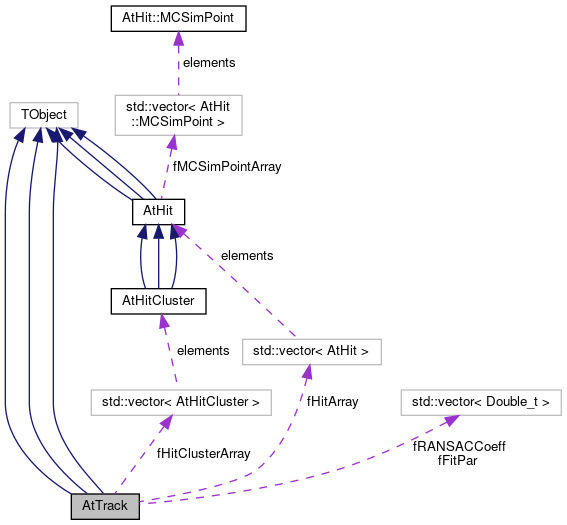 AtHit::MCSimPoint
elements
std::vector< AtHit
::MCSimPoint >
TObject
fMCSimPointArray
AtHit
elements
AtHitCluster
elements
std::vector< AtHit >
std::vector< AtHitCluster >
fHitArray
std::vector< Double_t >
fHitClusterArray
fRANSACCoeff
fFitPar
AtTrack